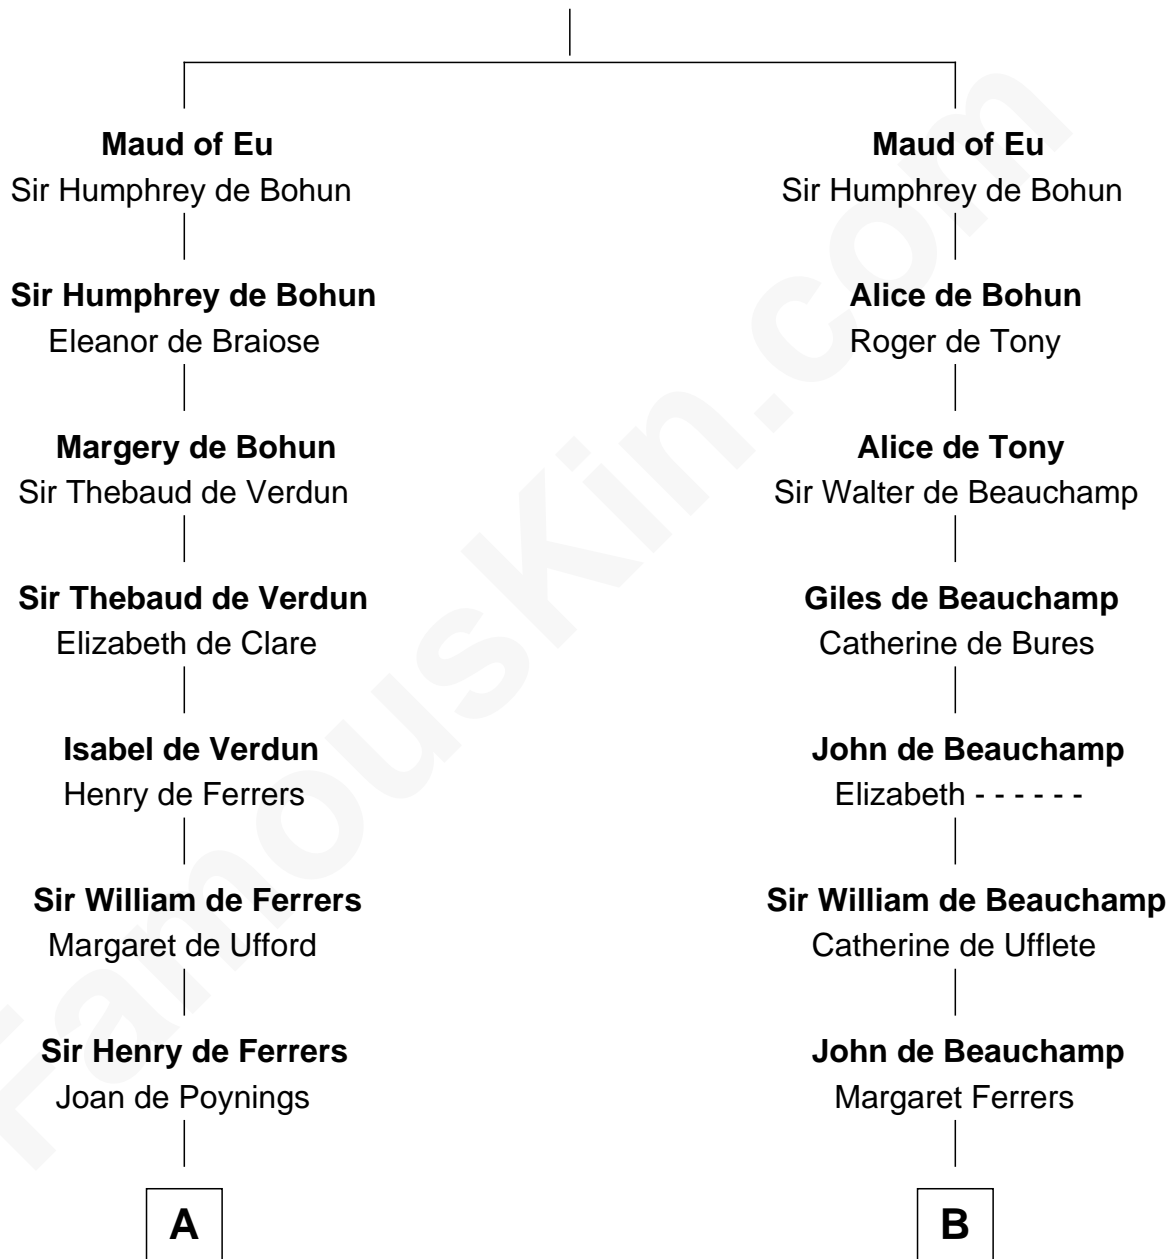 Maud of Eu
Sir Humphrey de Bohun
Sir Humphrey de Bohun
Eleanor de Braiose
Margery de Bohun
Sir Thebaud de Verdun
Sir Thebaud de Verdun
Elizabeth de Clare
Isabel de Verdun
Henry de Ferrers
Sir William de Ferrers
Margaret de Ufford
Sir Henry de Ferrers
Joan de Poynings
A
Maud of Eu
Sir Humphrey de Bohun
Alice de Bohun
Roger de Tony
Alice de Tony
Sir Walter de Beauchamp
Giles de Beauchamp
Catherine de Bures
John de Beauchamp
Elizabeth - - - - - -
Sir William de Beauchamp
Catherine de Ufflete
John de Beauchamp
Margaret Ferrers
B
FamousKin.com